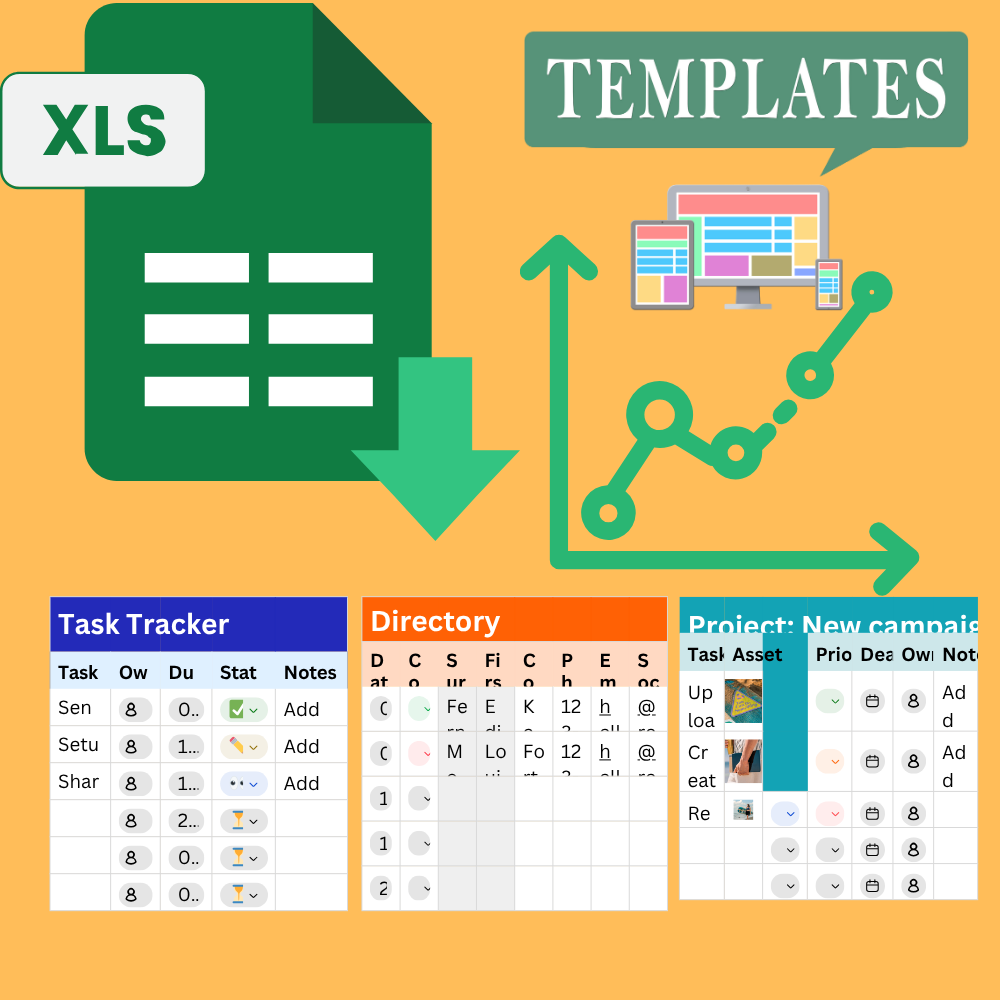 XLS
TEMPLATES
Task Tracker
Task Ow Du Stat Notes
Sen 0.. Add
Setu 1... Add
Shar 1... Add
2...
0..
0..
Directory
D C S Fi C P E S
at o ur rs o h m oc
Fe E K 12 h @
M Lo Fo 12 h @
1
1
2
Project: New campaig
Task Asset Prio Dea Own Note
Up Ad
loa d
Cr Ad
eat d
Re